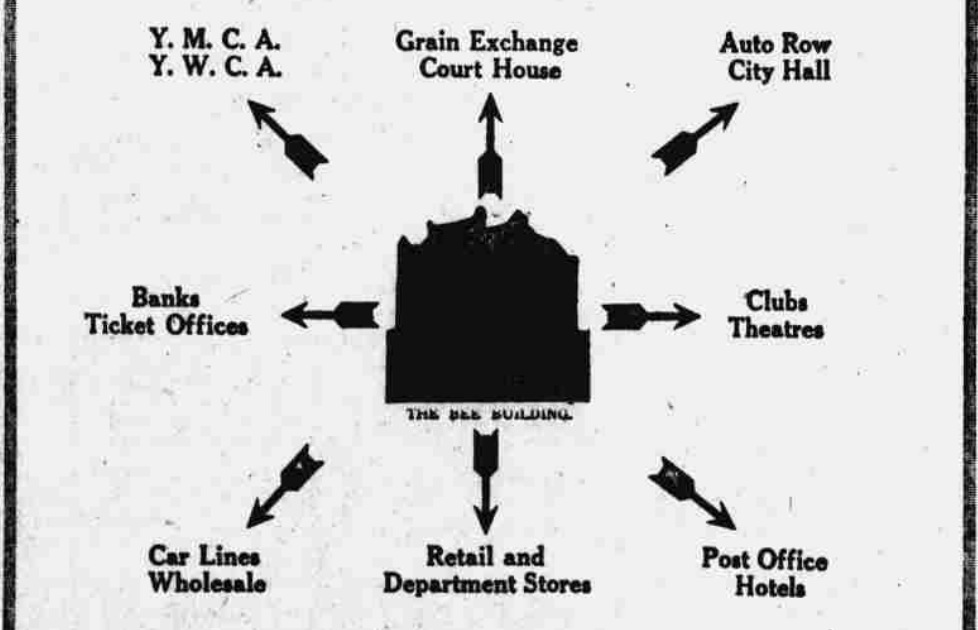 Y. M. C. A.
Y. W. C. A.
Grain Exchange
Court House
Auto Row
City Hall
Banks
Ticket Offices
Clubs
Theatres
THE BEE BUILDING
Car Lines
Wholesale
Retail and
Department Stores
Post Office
Hotels